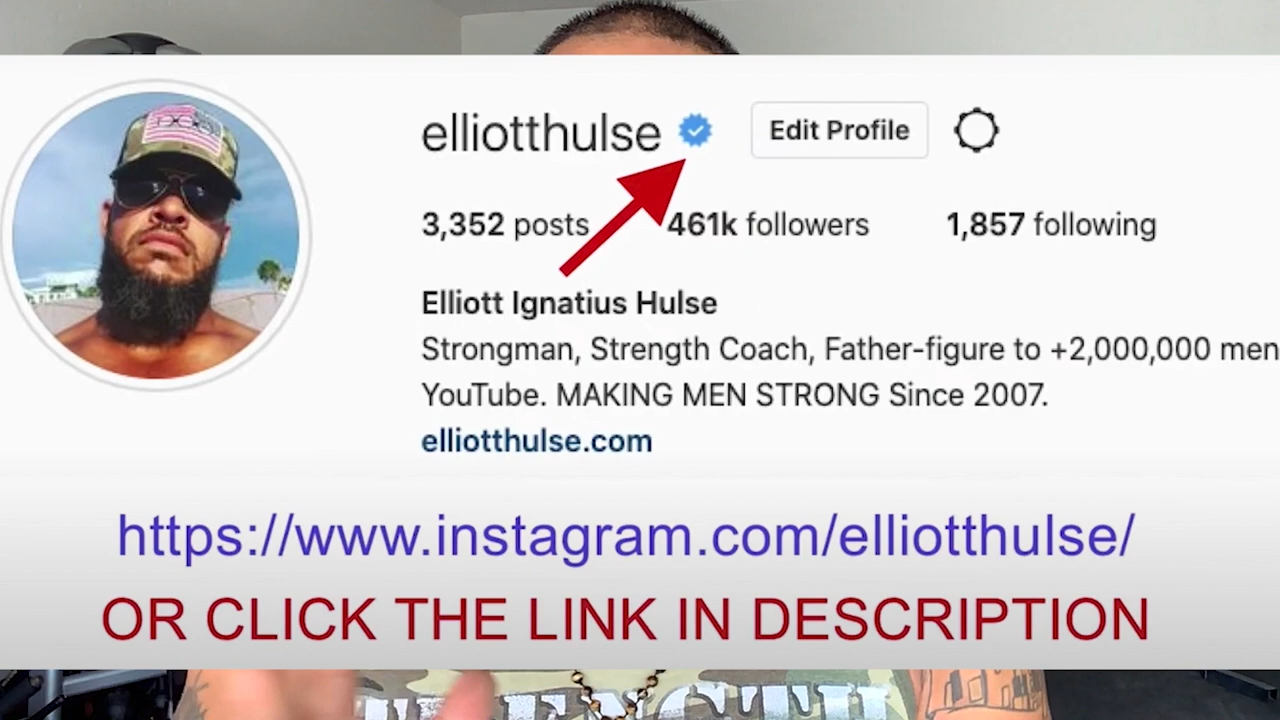 elliotthulse Edit Profile
3,352 posts 461k followers 1,857 following
Elliott Ignatius Hulse
Strongman, Strength Coach, Father-figure to +2,000,000 men
YouTube. MAKING MEN STRONG Since 2007.
elliotthulse.com
https://www.instagram.com/elliotthulse/
OR CLICK THE LINK IN DESCRIPTION